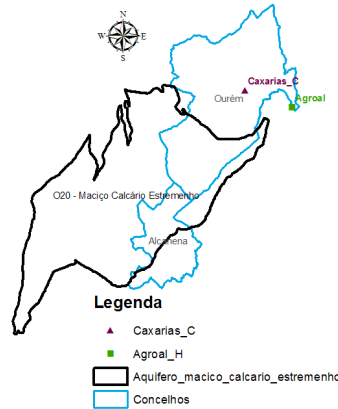 N
W E
S
Caxarias_C
Ourém
Agroal
O20 - Maciço Calcário Estremenho
Alcanena
Legenda
Caxarias_C
Agroal_H
Aquifero_macico_calcario_estremenho
Concelhos